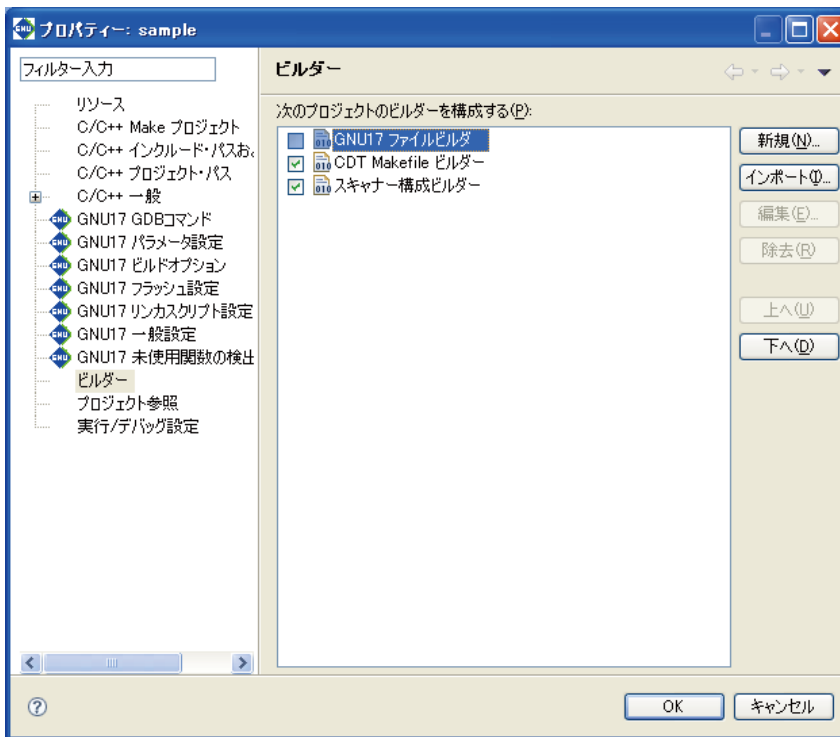 プロパティー: sample
フィルター入力
リソース
C/C++ Make プロジェクト
C/C++ インクルード・パスお
C/C++ プロジェクト・パス
C/C++ 一般
GNU17 GDBコマンド
GNU17 パラメータ設定
GNU17 ビルドオプション
GNU17 フラッシュ設定
GNU17 リンカスクリプト設定
GNU17 一般設定
GNU17 未使用関数の検出
ビルダー
プロジェクト参照
実行/デバッグ設定
ビルダー
次のプロジェクトのビルダーを構成する(P):
GNU17 ファイルビルダ
CDT Makefile ビルダー
スキャナー構成ビルダー
新規(N)...
インポート(I)...
編集(E)...
除去(R)
上へ(U)
下へ(D)
OK
キャンセル